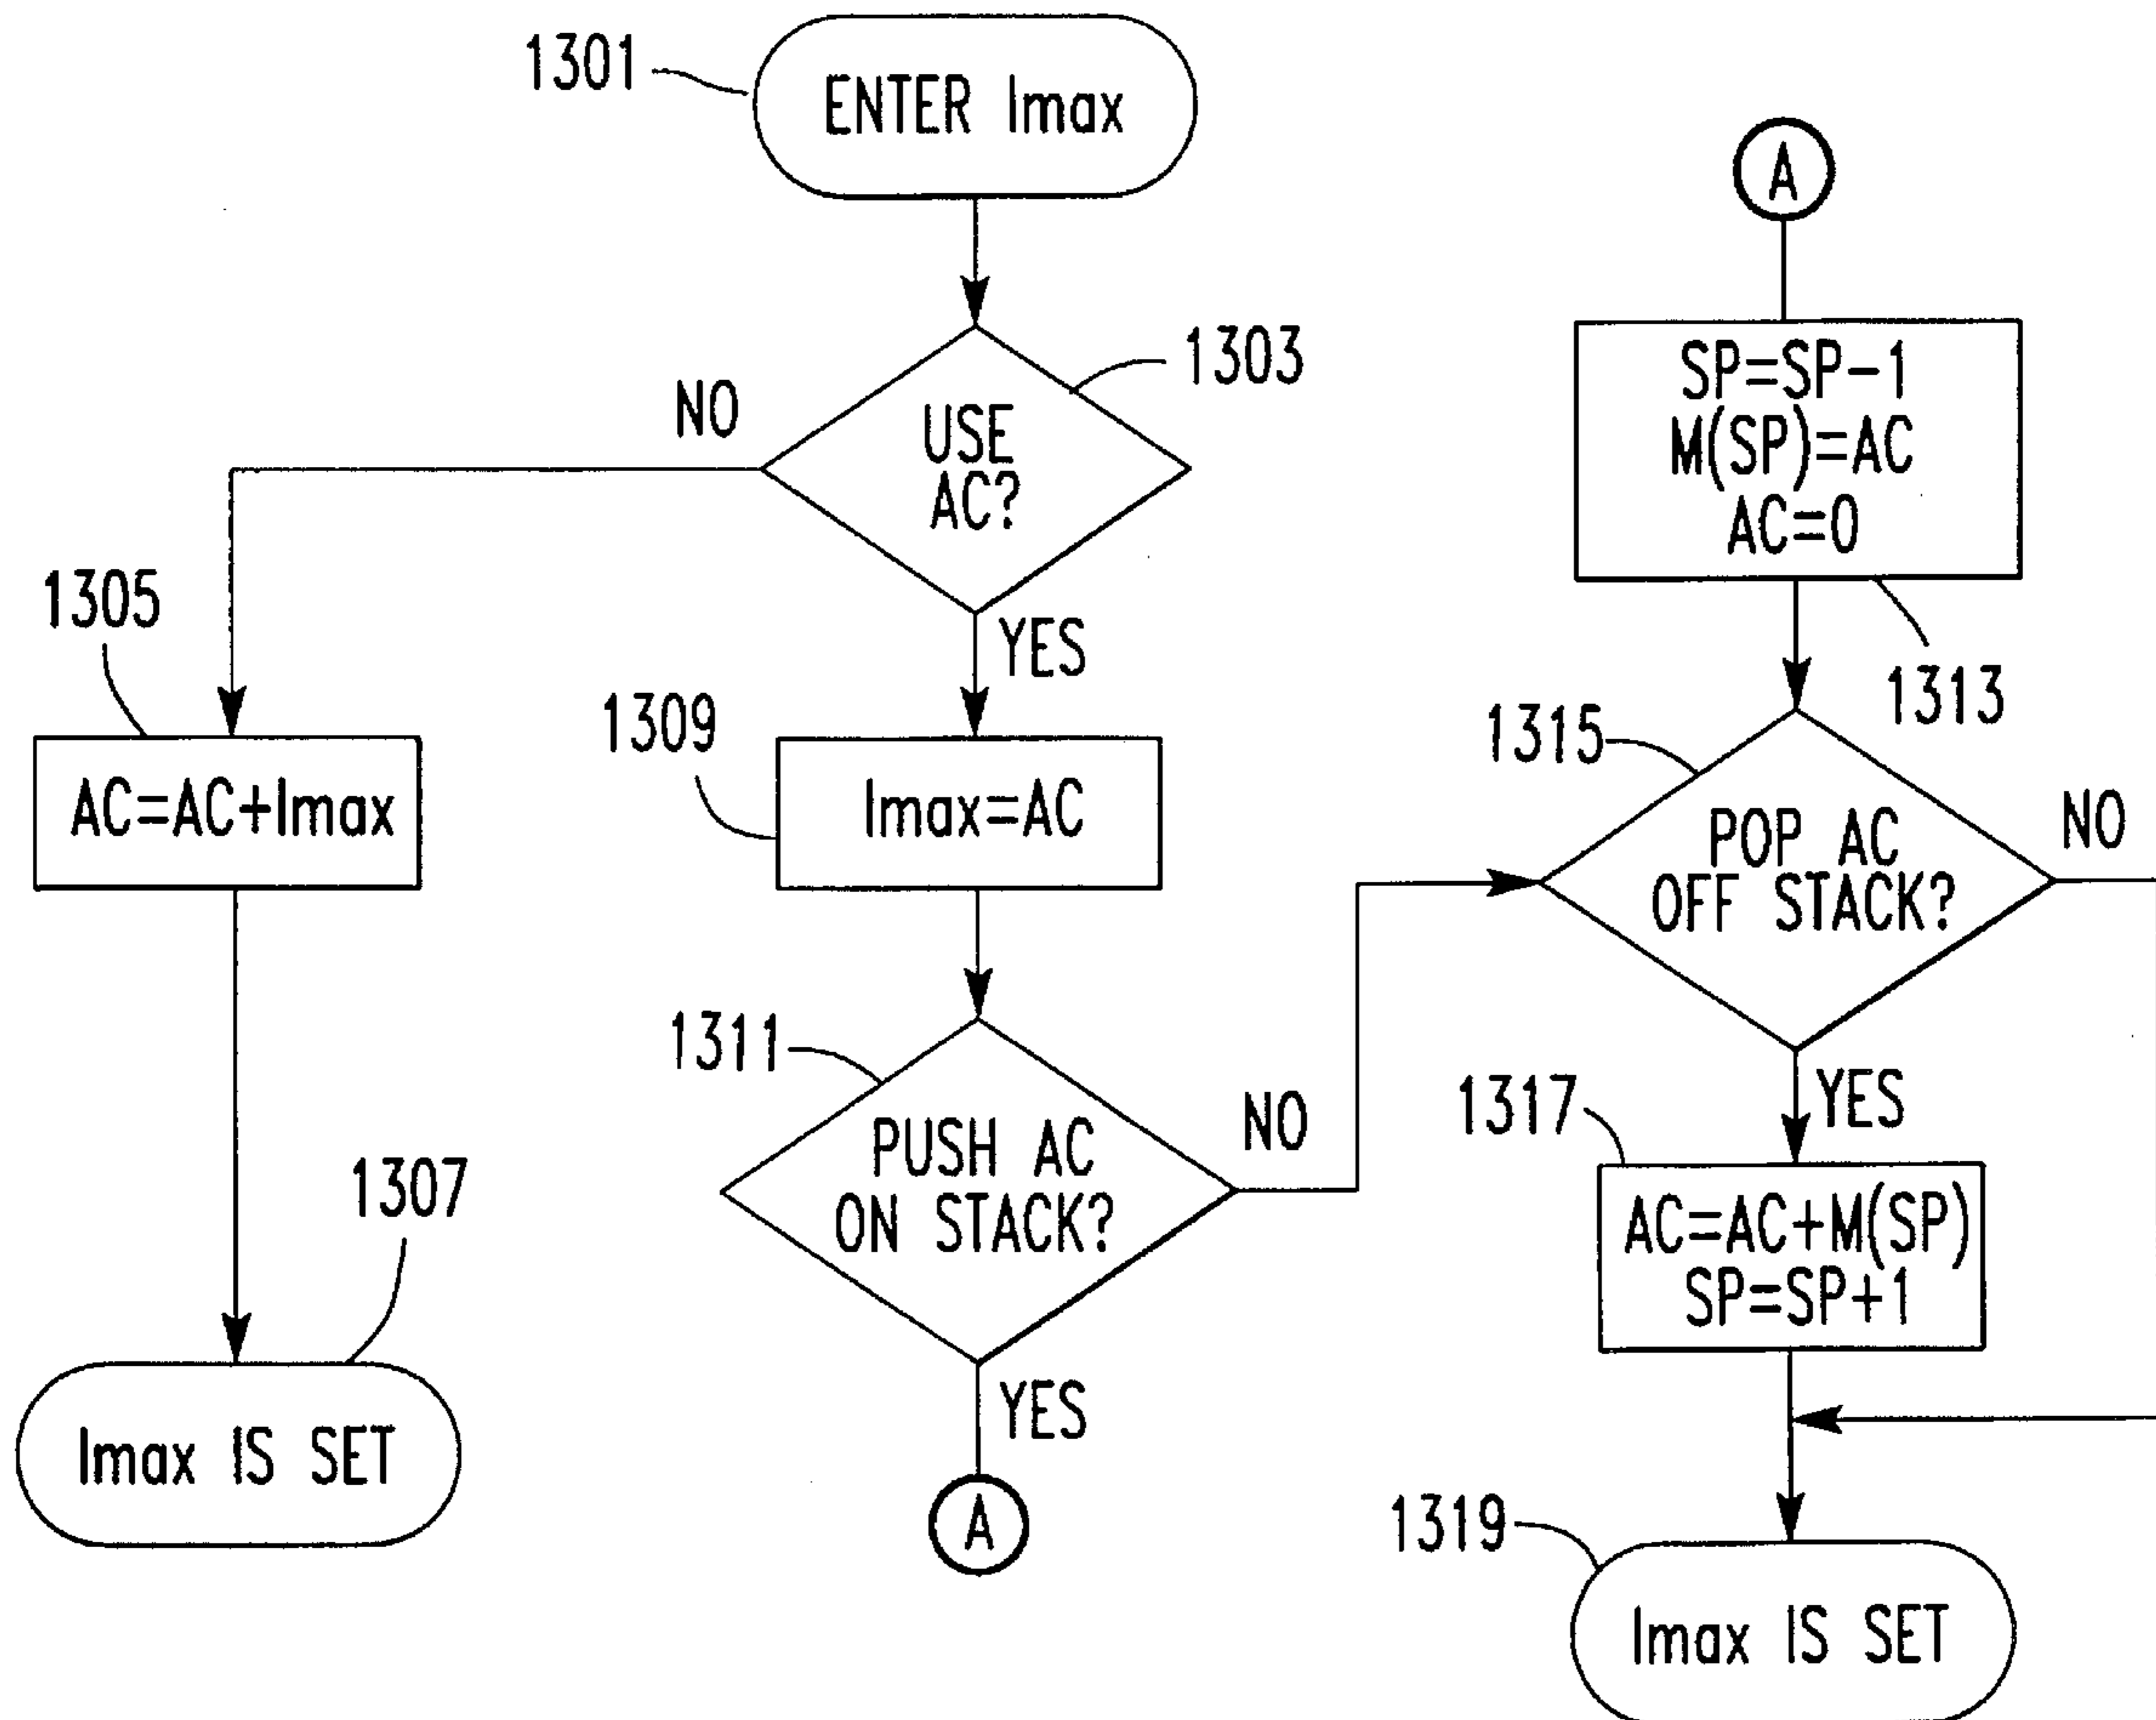 1301
ENTER Imax
1303
USE
AC?
NO
YES
1305
AC=AC+Imax
1307
Imax IS SET
1309
Imax=AC
1311
PUSH AC
ON STACK?
NO
YES
A
A
SP=SP-1
M(SP)=AC
AC=0
1313
1315
POP AC
OFF STACK?
NO
YES
1317
AC=AC+M(SP)
SP=SP+1
1319
Imax IS SET